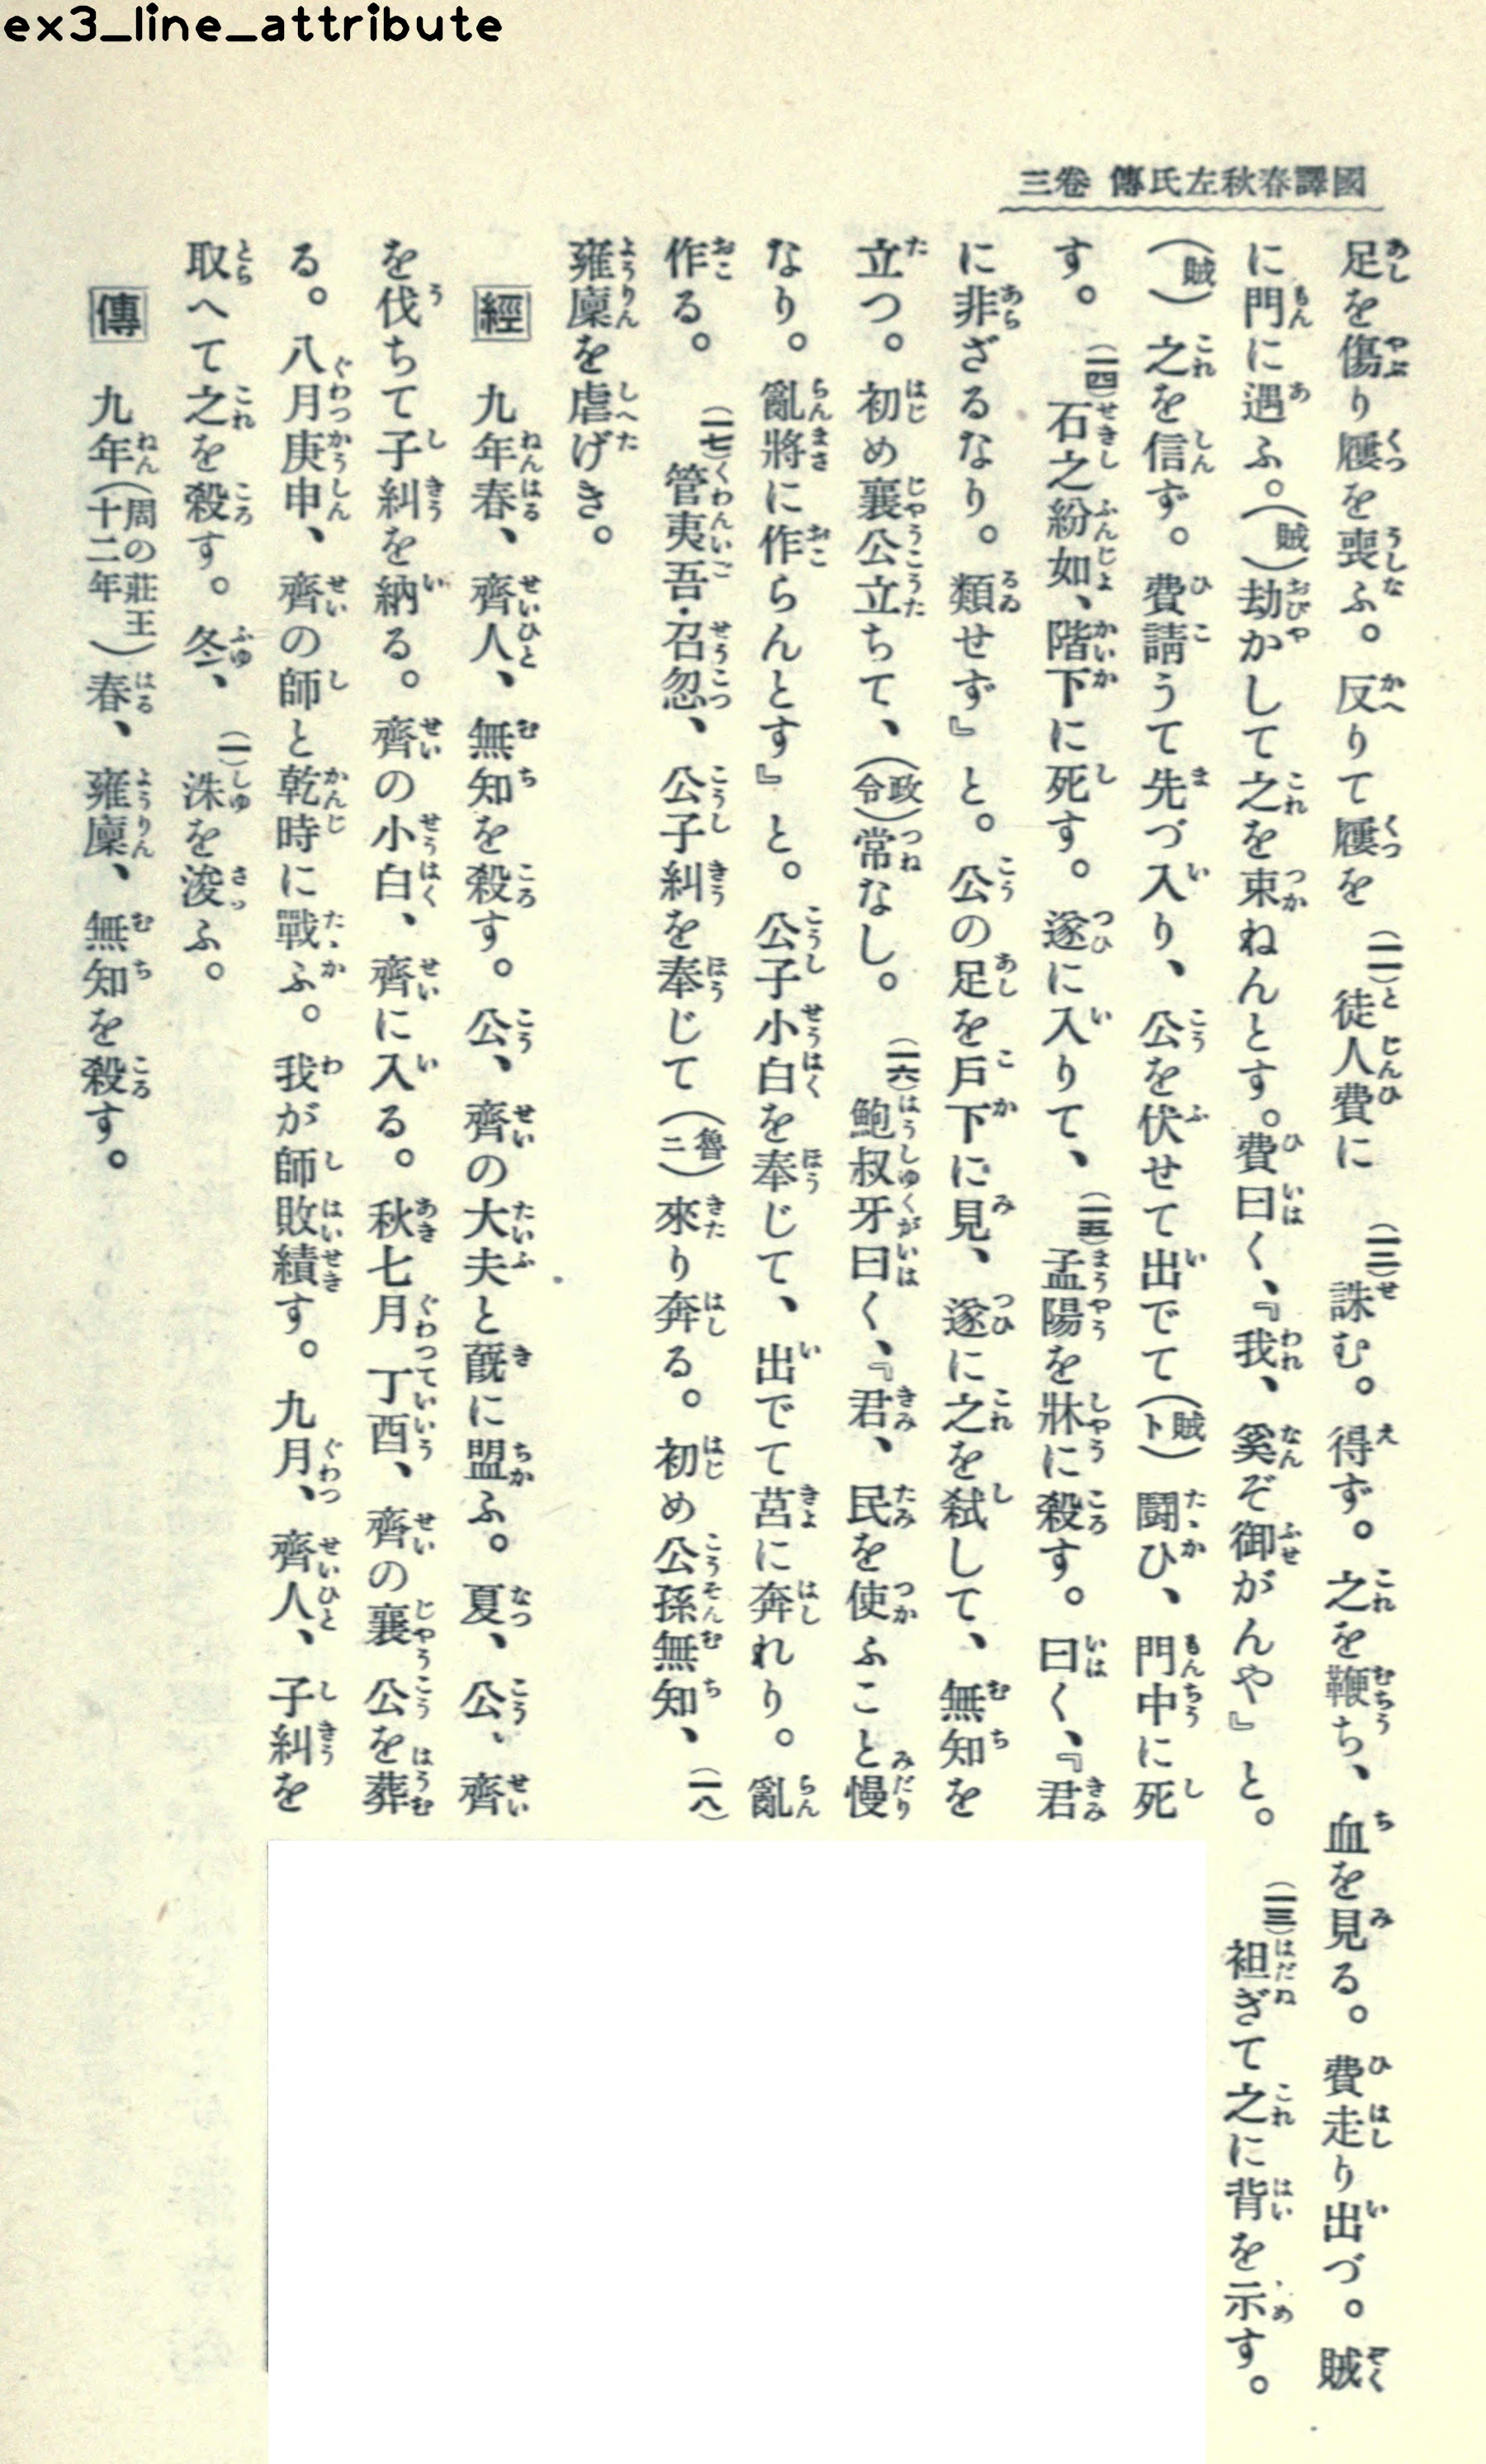 ex3_line_attribute
國譯春秋左氏傳 卷三
足を傷り屨を喪ふ。反りて屨を(一一)徒人費に(一二)誅む。得ず。之を鞭ち、血を見る。費走り出づ。賊
に門に遇ふ。(賊)劫かして之を束ねんとす。費曰く、『我、奚ぞ御がんや』と。(一三)袒ぎて之に背を示す。
(賊)之を信ず。費請うて先づ入り、公を伏せて出でて(賊ト)鬪ひ、門中に死
す。(一四)石之紛如、階下に死す。遂に入りて、(一五)孟陽を牀に殺す。曰く、『君
に非ざるなり。類せず』と。公の足を戶下に見、遂に之を弑して、無知を
立つ。初め襄公立ちて、(政令)常なし。(一六)鮑叔牙曰く、『君、民を使ふこと慢
なり。亂將に作らんとす』と。公子小白を奉じて、出でて莒に奔れり。亂
作る。(一七)管夷吾・召忽、公子糾を奉じて(魯ニ)來り奔る。初め公孫無知、(一八)
雍廩を虐げき。
經 九年春、齊人、無知を殺す。公、齊の大夫と蔇に盟ふ。夏、公、齊
を伐ちて子糾を納る。齊の小白、齊に入る。秋七月丁酉、齊の襄公を葬
る。八月庚申、齊の師と乾時に戰ふ。我が師敗績す。九月、齊人、子糾を
取へて之を殺す。冬、(一)洙を浚ふ。
傳 九年(周の莊王十二年)春、雍廩、無知を殺す。